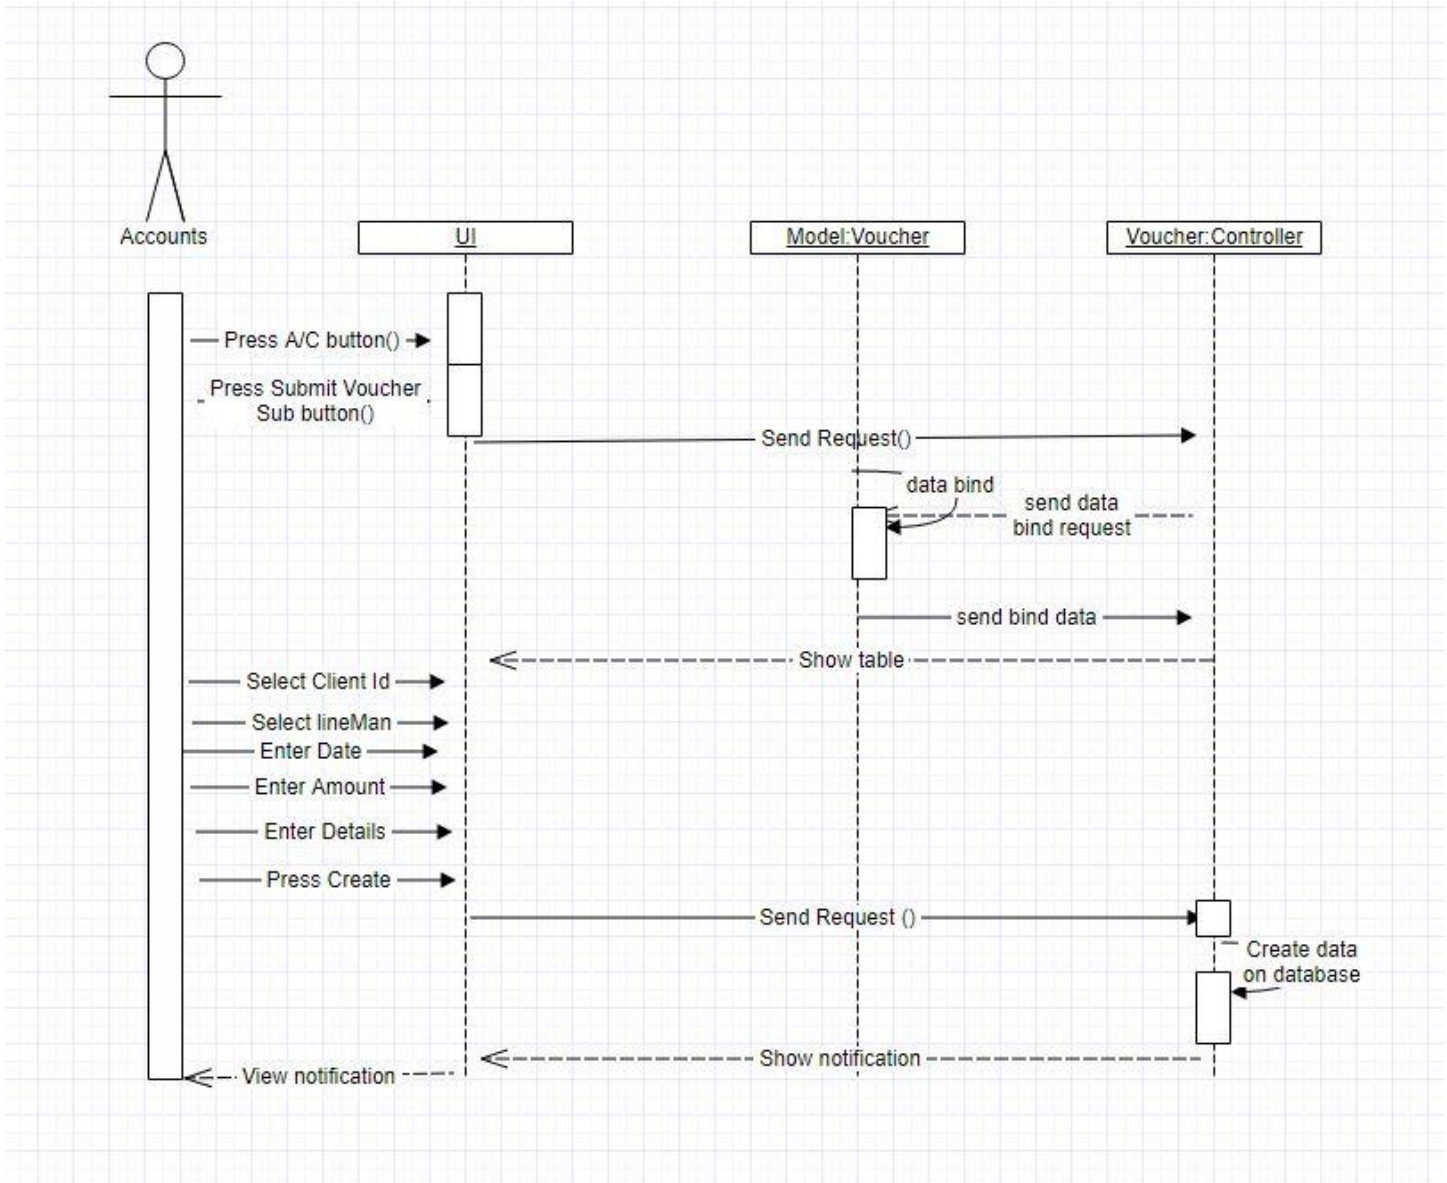 Accounts
UI
Model:Voucher
Voucher:Controller
Press A/C button()
Press Submit Voucher
Sub button()
Send Request()
data bind
send data
bind request
send bind data
Show table
Select Client Id
Select lineMan
Enter Date
Enter Amount
Enter Details
Press Create
Send Request ()
Create data
on database
Show notification
View notification